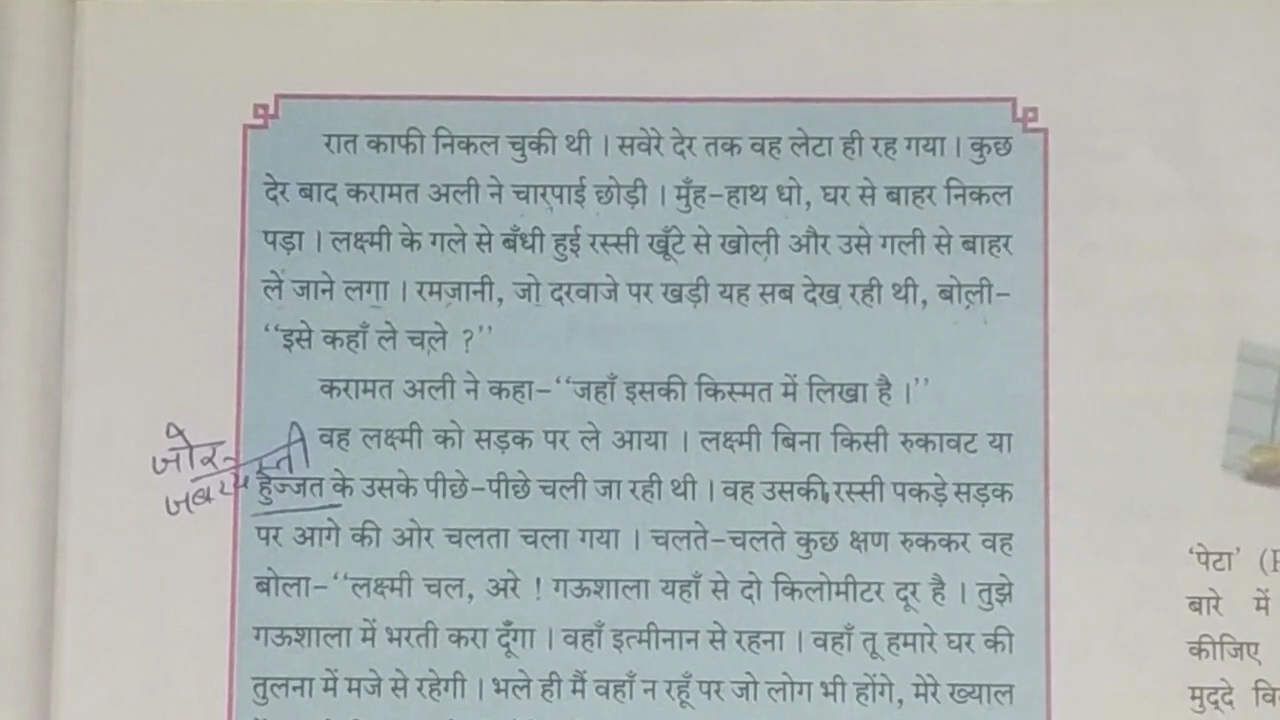 रात काफी निकल चुकी थी । सवेरे देर तक वह लेटा ही रह गया । कुछ
देर बाद करामत अली ने चारपाई छोड़ी । मुँह-हाथ धो, घर से बाहर निकल
पड़ा । लक्ष्मी के गले से बँधी हुई रस्सी खूँटे से खोली और उसे गली से बाहर
ले जाने लगा । रमज़ानी, जो दरवाजे पर खड़ी यह सब देख रही थी, बोली-
‘‘इसे कहाँ ले चले ?’’
करामत अली ने कहा-‘‘जहाँ इसकी किस्मत में लिखा है ।’’
वह लक्ष्मी को सड़क पर ले आया । लक्ष्मी बिना किसी रुकावट या
हुज्जत के उसके पीछे-पीछे चली जा रही थी । वह उसकी रस्सी पकड़े सड़क
पर आगे की ओर चलता चला गया । चलते-चलते कुछ क्षण रुककर वह
बोला-‘‘लक्ष्मी चल, अरे ! गऊशाला यहाँ से दो किलोमीटर दूर है । तुझे
गऊशाला में भरती करा दूँगा । वहाँ इत्मीनान से रहना । वहाँ तू हमारे घर की
तुलना में मजे से रहेगी । भले ही मैं वहाँ न रहूँ पर जो लोग भी होंगे, मेरे ख्याल
जोर-
‘पेटा’
बारे में
कीजिए
मुद्दे